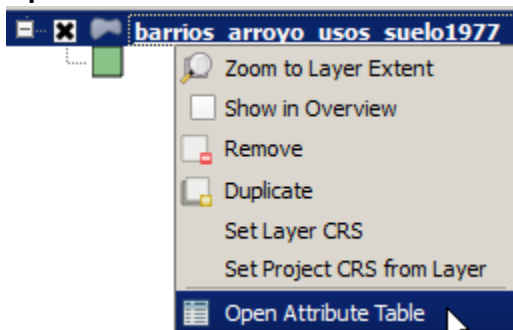 barrios_arroyo_usos_suelo1977
Zoom to Layer Extent
Show in Overview
Remove
Duplicate
Set Layer CRS
Set Project CRS from Layer
Open Attribute Table